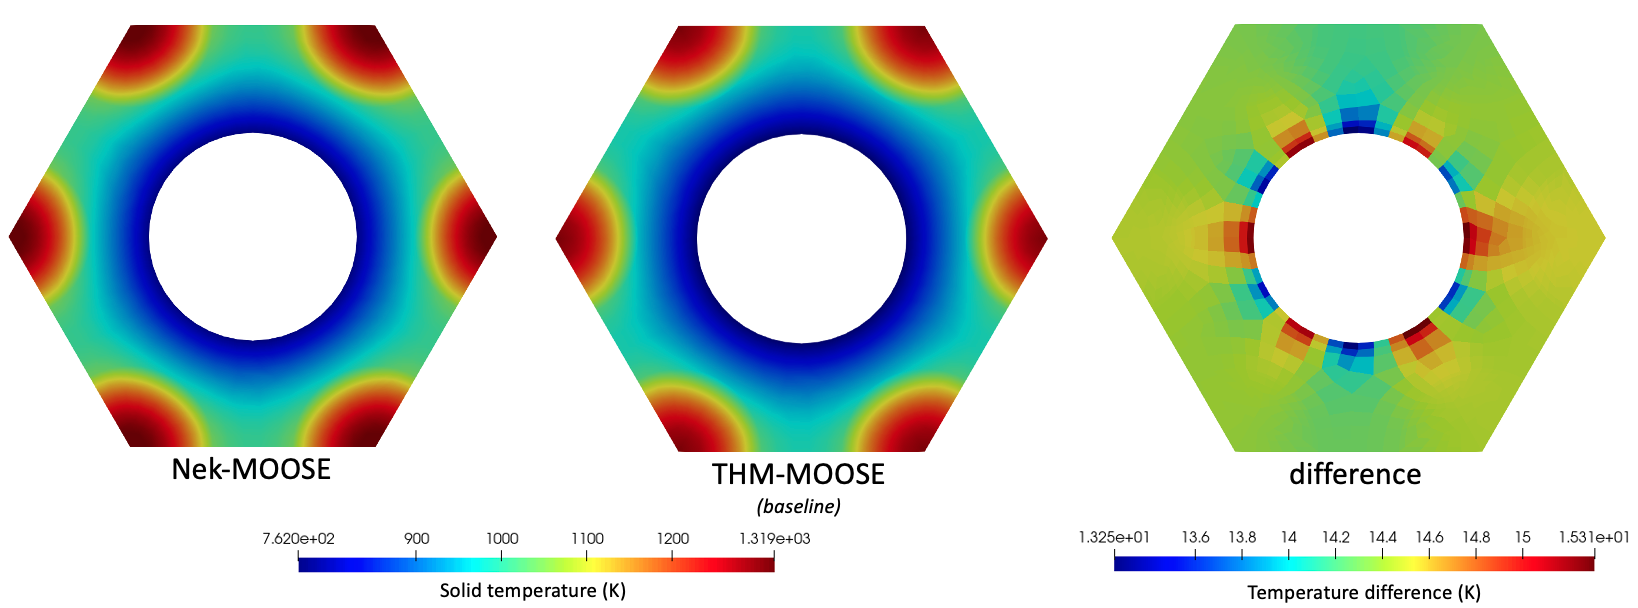 Nek-MOOSE
THM-MOOSE
(baseline)
difference
7.620e+02 900 1000 1100 1200 1.319e+03
Solid temperature (K)
1.325e+01 13.6 13.8 14 14.2 14.4 14.6 14.8 15 1.531e+01
Temperature difference (K)